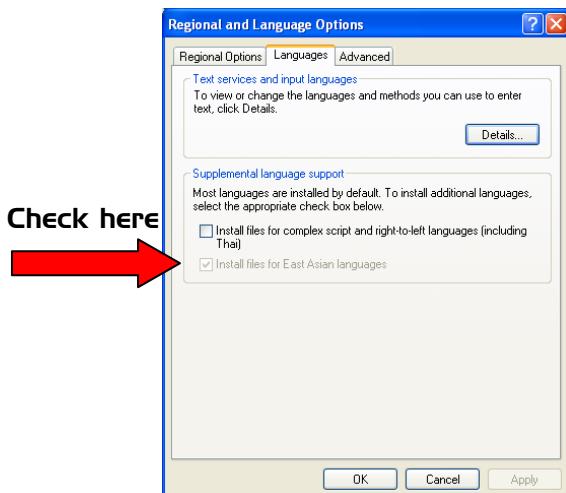 Regional and Language Options
Regional Options Languages Advanced
Text services and input languages
To view or change the languages and methods you can use to enter
text, click Details.
Details...
Supplemental language support
Most languages are installed by default. To install additional languages,
select the appropriate check box below.
Check here
Install files for complex script and right-to-left languages (including
Thai)
Install files for East Asian languages
OK Cancel Apply